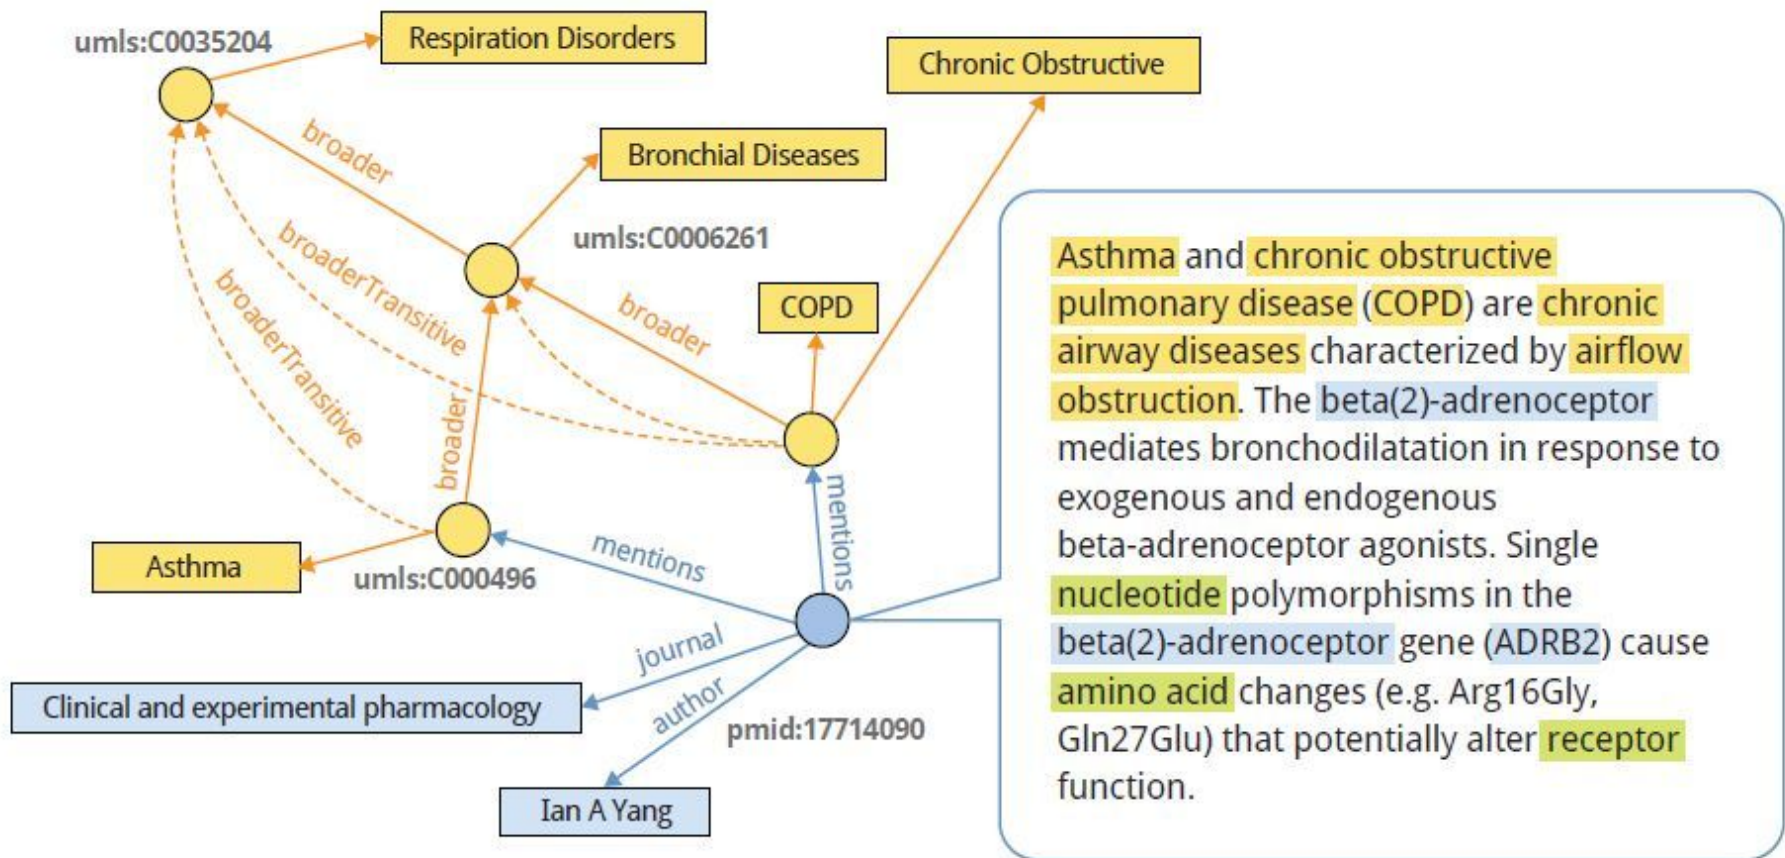 umls:C0035204
Respiration Disorders
Chronic Obstructive
broader
Bronchial Diseases
umls:C0006261
broaderTransitive
broaderTransitive
broader
COPD
broader
mentions
Asthma
umls:C000496
mentions
journal
Clinical and experimental pharmacology
author
pmid:17714090
Ian A Yang
Asthma and chronic obstructive
pulmonary disease (COPD) are chronic
airway diseases characterized by airflow
obstruction. The beta(2)-adrenoceptor
mediates bronchodilatation in response to
exogenous and endogenous
beta-adrenoceptor agonists. Single
nucleotide polymorphisms in the
beta(2)-adrenoceptor gene (ADRB2) cause
amino acid changes (e.g. Arg16Gly,
Gln27Glu) that potentially alter receptor
function.